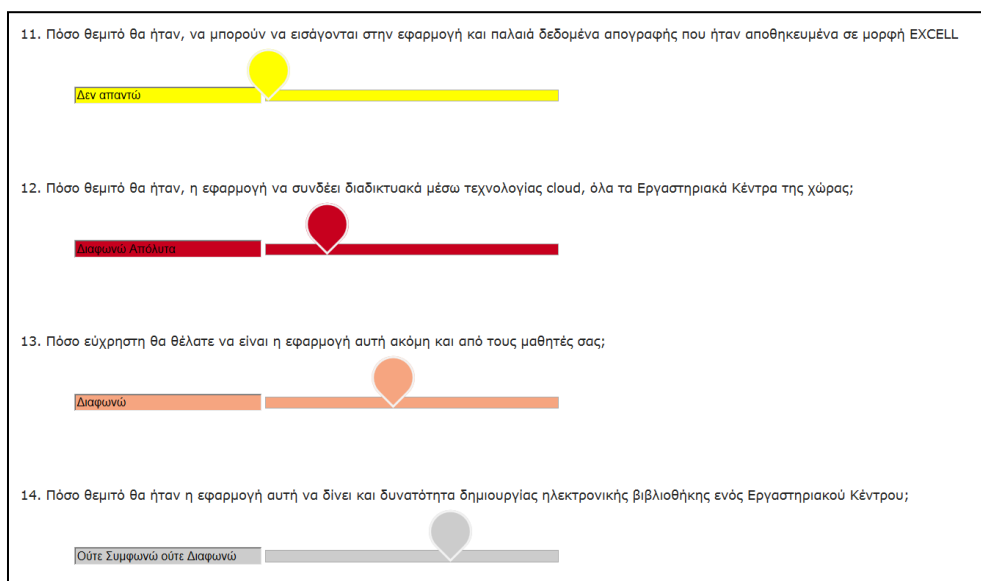 11. Πόσο θεμιτό θα ήταν, να μπορούν να εισάγονται στην εφαρμογή και παλαιά δεδομένα απογραφής που ήταν αποθηκευμένα σε μορφή EXCELL
Δεν απαντώ
12. Πόσο θεμιτό θα ήταν, η εφαρμογή να συνδέει διαδικτυακά μέσω τεχνολογίας cloud, όλα τα Εργαστηριακά Κέντρα της χώρας;
Διαφωνώ Απόλυτα
13. Πόσο εύχρηστη θα θέλατε να είναι η εφαρμογή αυτή ακόμη και από τους μαθητές σας;
Διαφωνώ
14. Πόσο θεμιτό θα ήταν η εφαρμογή αυτή να δίνει και δυνατότητα δημιουργίας ηλεκτρονικής βιβλιοθήκης ενός Εργαστηριακού Κέντρου;
Ούτε Συμφωνώ ούτε Διαφωνώ